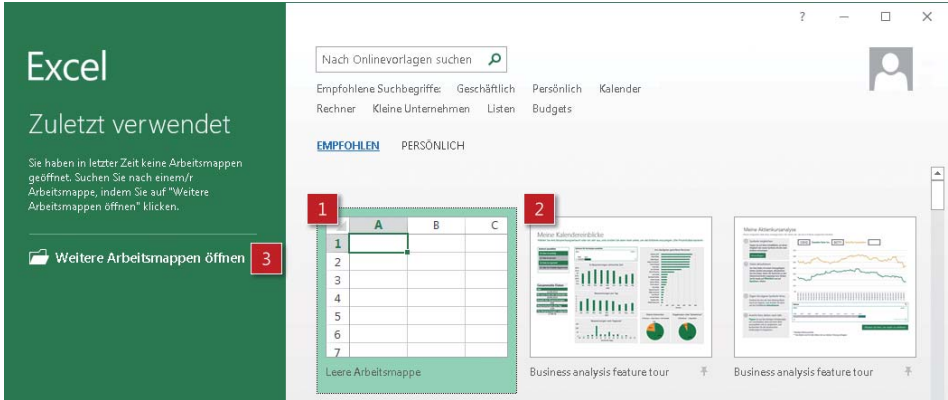 ?
Excel
Nach Onlinevorlagen suchen
Empfohlene Suchbegriffe: Geschäftlich Persönlich Kalender
Rechner Kleine Unternehmen Listen Budgets
Zuletzt verwendet
EMPFOHLEN PERSÖNLICH
Sie haben in letzter Zeit keine Arbeitsmappen
geöffnet. Suchen Sie nach einem/r
Arbeitsmappe, indem Sie auf "Weitere
Arbeitsmappen öffnen" klicken.
Weitere Arbeitsmappen öffnen 3
1
A B C
1
2
3
4
5
6
7
Leere Arbeitsmappe
2
Meine Kalendereinblicke
Business analysis feature tour
Meine Aktienkursanalyse
Business analysis feature tour